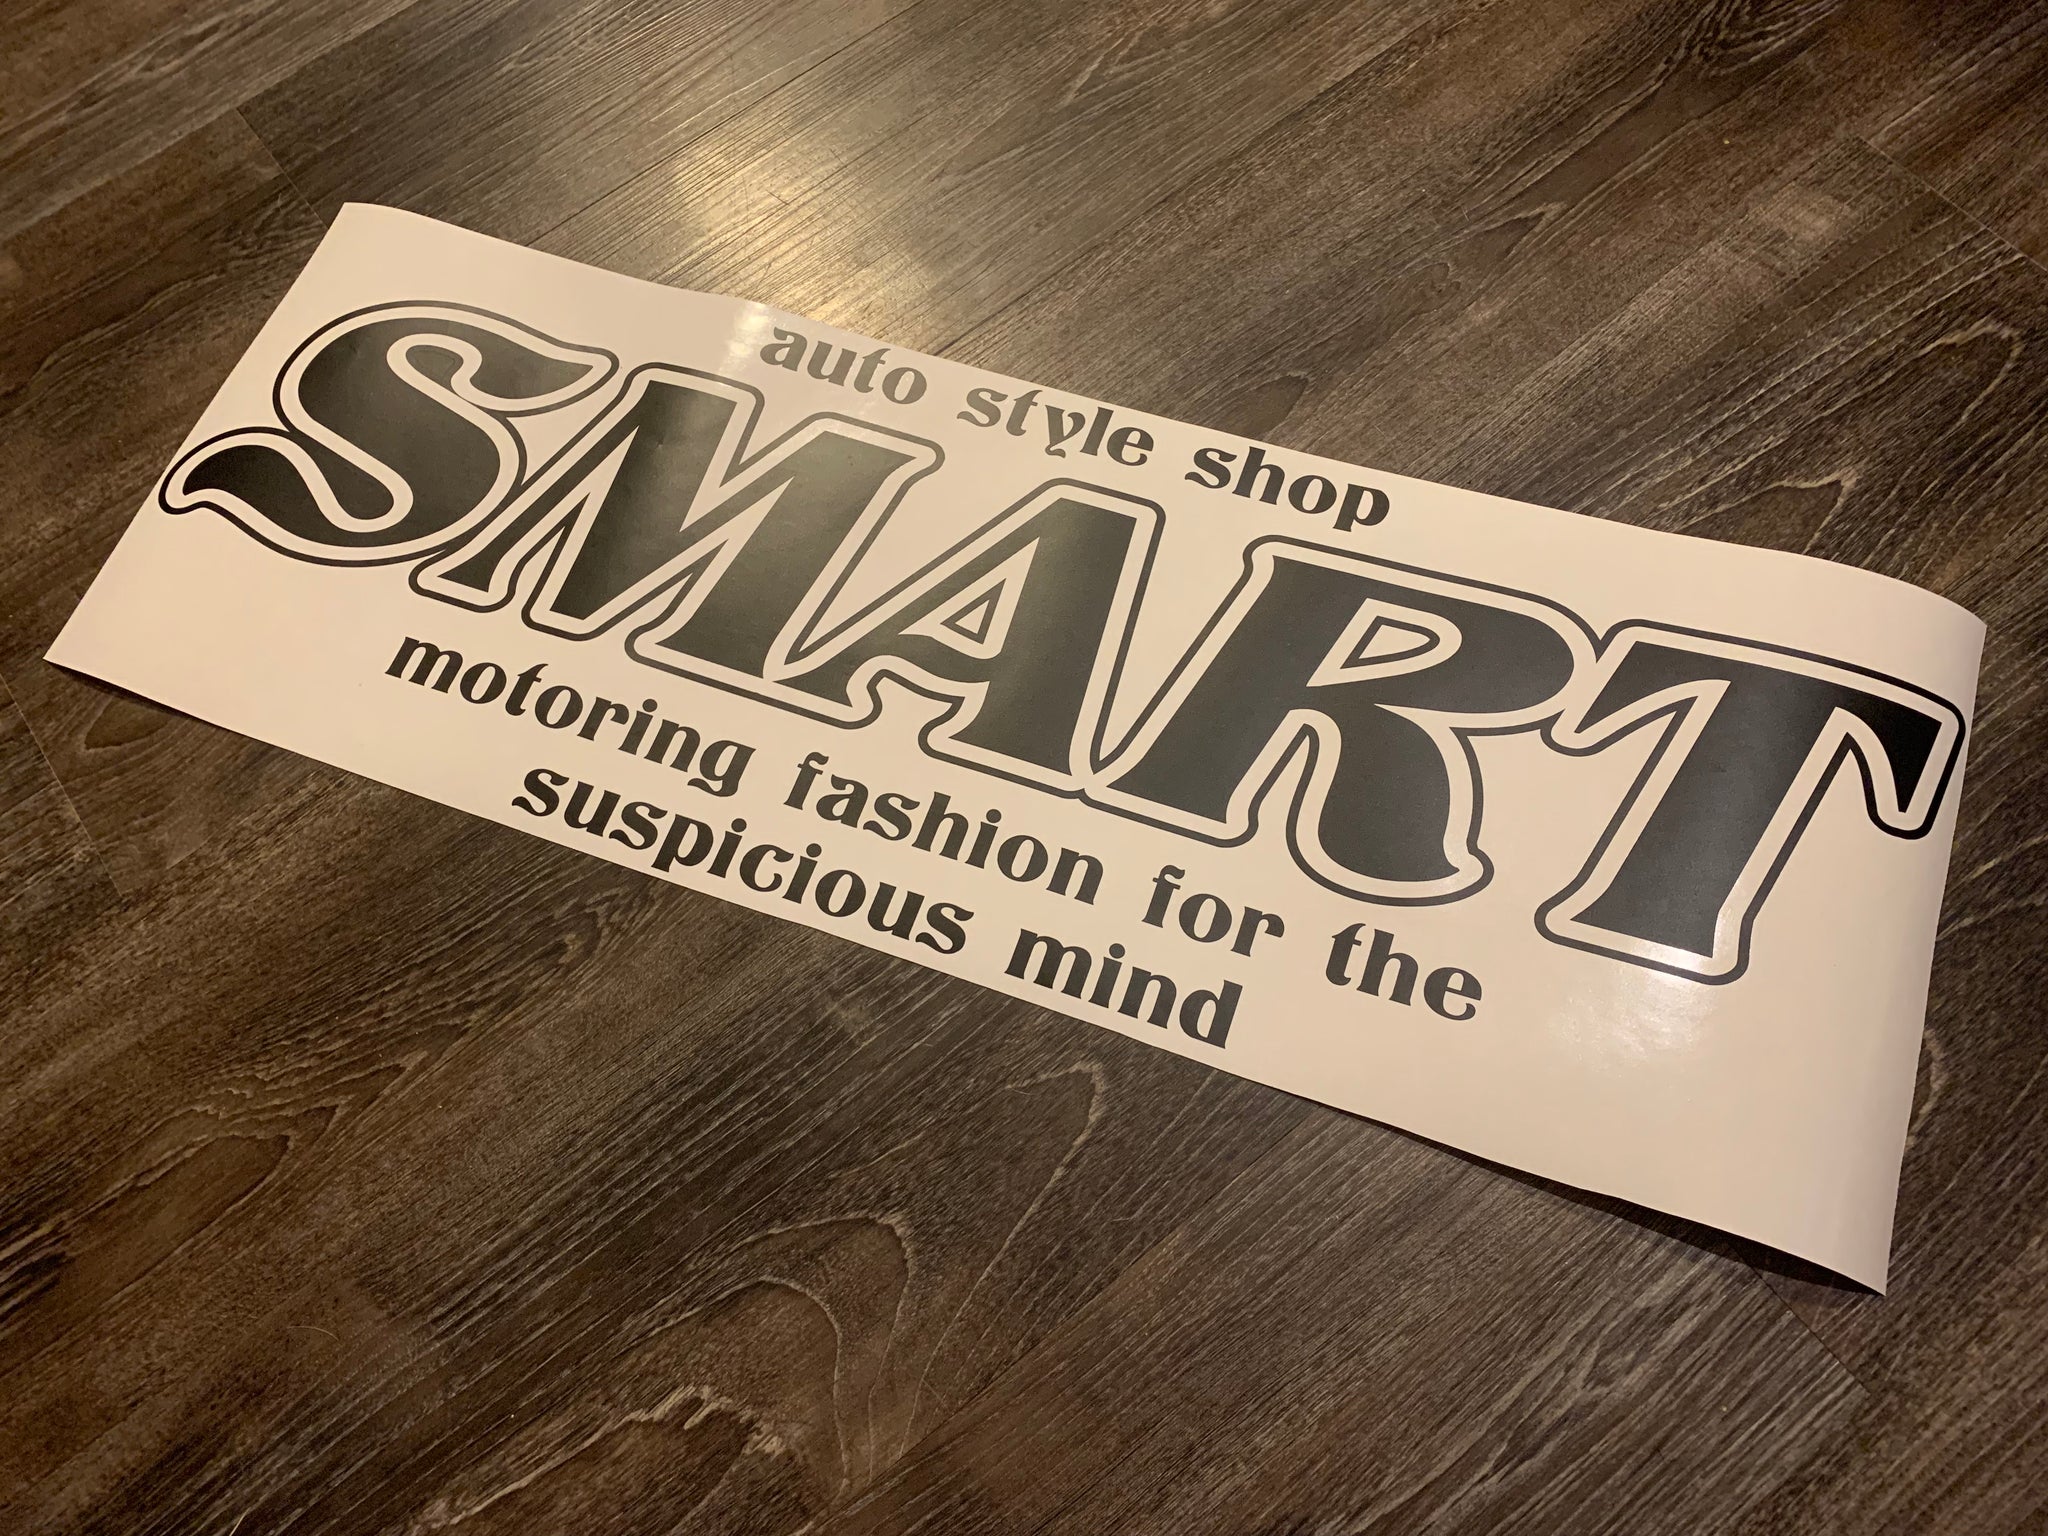 auto style shop
SMART
motoring fashion for the
suspicious mind